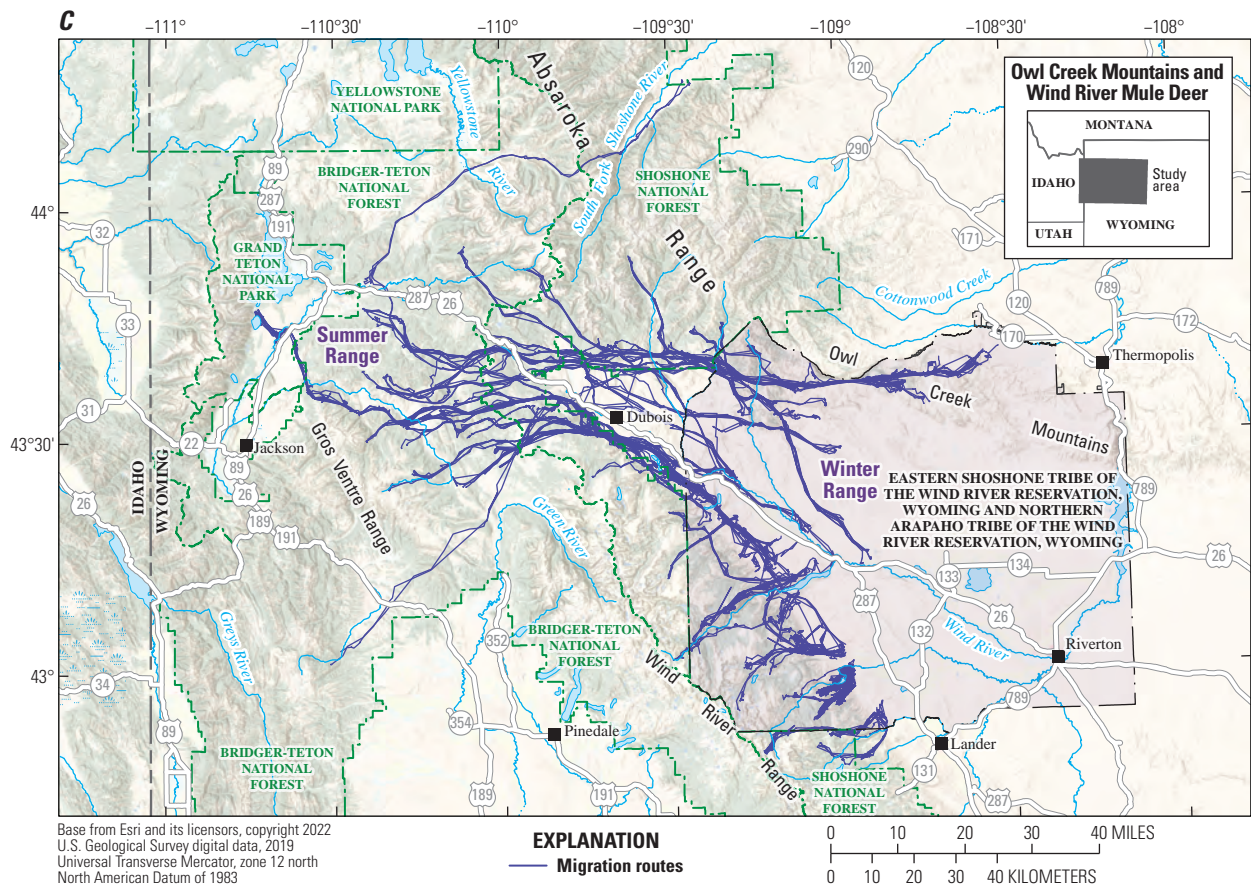 C
−111°
−110°30'
−110°
−109°30'
−109°
−108°30'
−108°
44°
43°30'
43°
Owl Creek Mountains and
Wind River Mule Deer
MONTANA
IDAHO
Study
area
UTAH
WYOMING
YELLOWSTONE
NATIONAL PARK
Yellowstone
River
Absaroka
Range
South Fork Shoshone River
BRIDGER-TETON
NATIONAL
FOREST
SHOSHONE
NATIONAL
FOREST
GRAND
TETON
NATIONAL
PARK
120
290
89
287
191
32
171
33
287
26
Cottonwood Creek
120
789
170
172
Summer
Range
Owl
Creek
Mountains
Thermopolis
31
22
Jackson
89
26
189
191
26
Dubois
Gros Ventre Range
IDAHO
WYOMING
Winter
Range
EASTERN SHOSHONE TRIBE OF
THE WIND RIVER RESERVATION,
WYOMING AND NORTHERN
ARAPAHO TRIBE OF THE WIND
RIVER RESERVATION, WYOMING
789
26
Green River
133
134
287
132
26
Wind River
Riverton
789
Greys River
352
BRIDGER-TETON
NATIONAL
FOREST
Wind
River
Range
34
89
354
Pinedale
189
191
BRIDGER-TETON
NATIONAL
FOREST
Lander
131
287
SHOSHONE
NATIONAL
FOREST
Base from Esri and its licensors, copyright 2022
U.S. Geological Survey digital data, 2019
Universal Transverse Mercator, zone 12 north
North American Datum of 1983
EXPLANATION
Migration routes
0 10 20 30 40 MILES
0 10 20 30 40 KILOMETERS